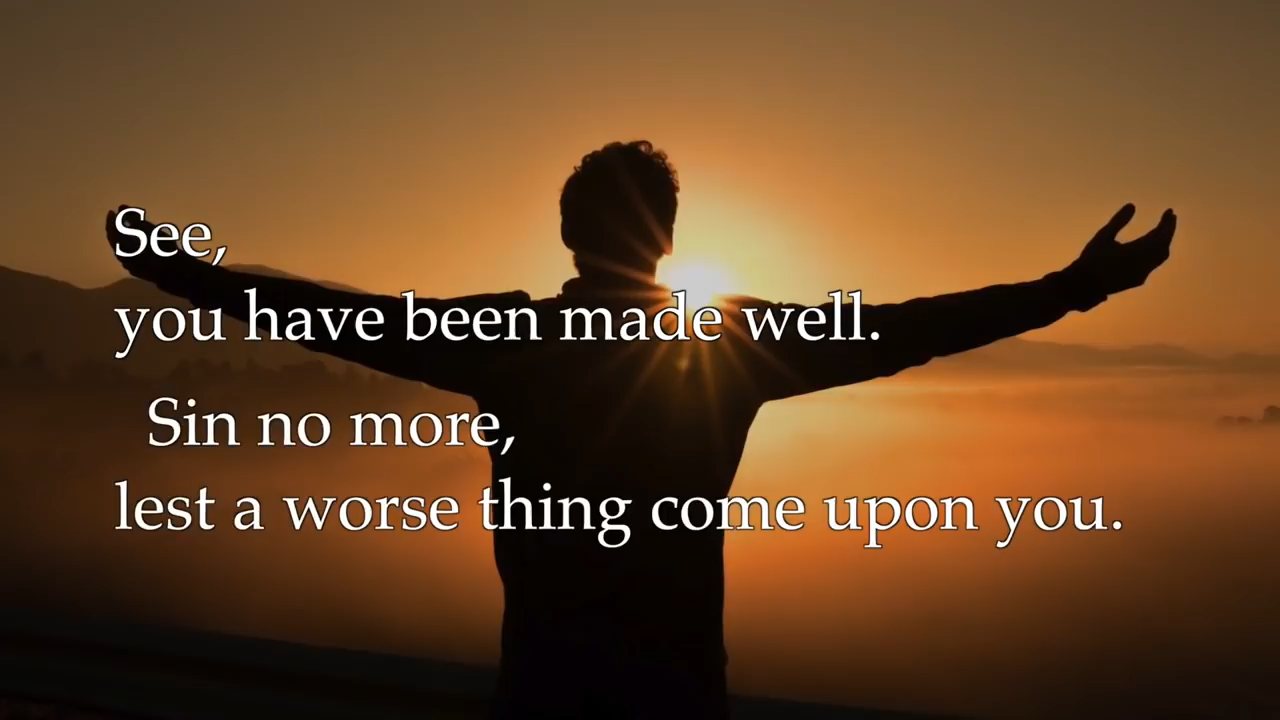 See,
you have been made well.
Sin no more,
lest a worse thing come upon you.